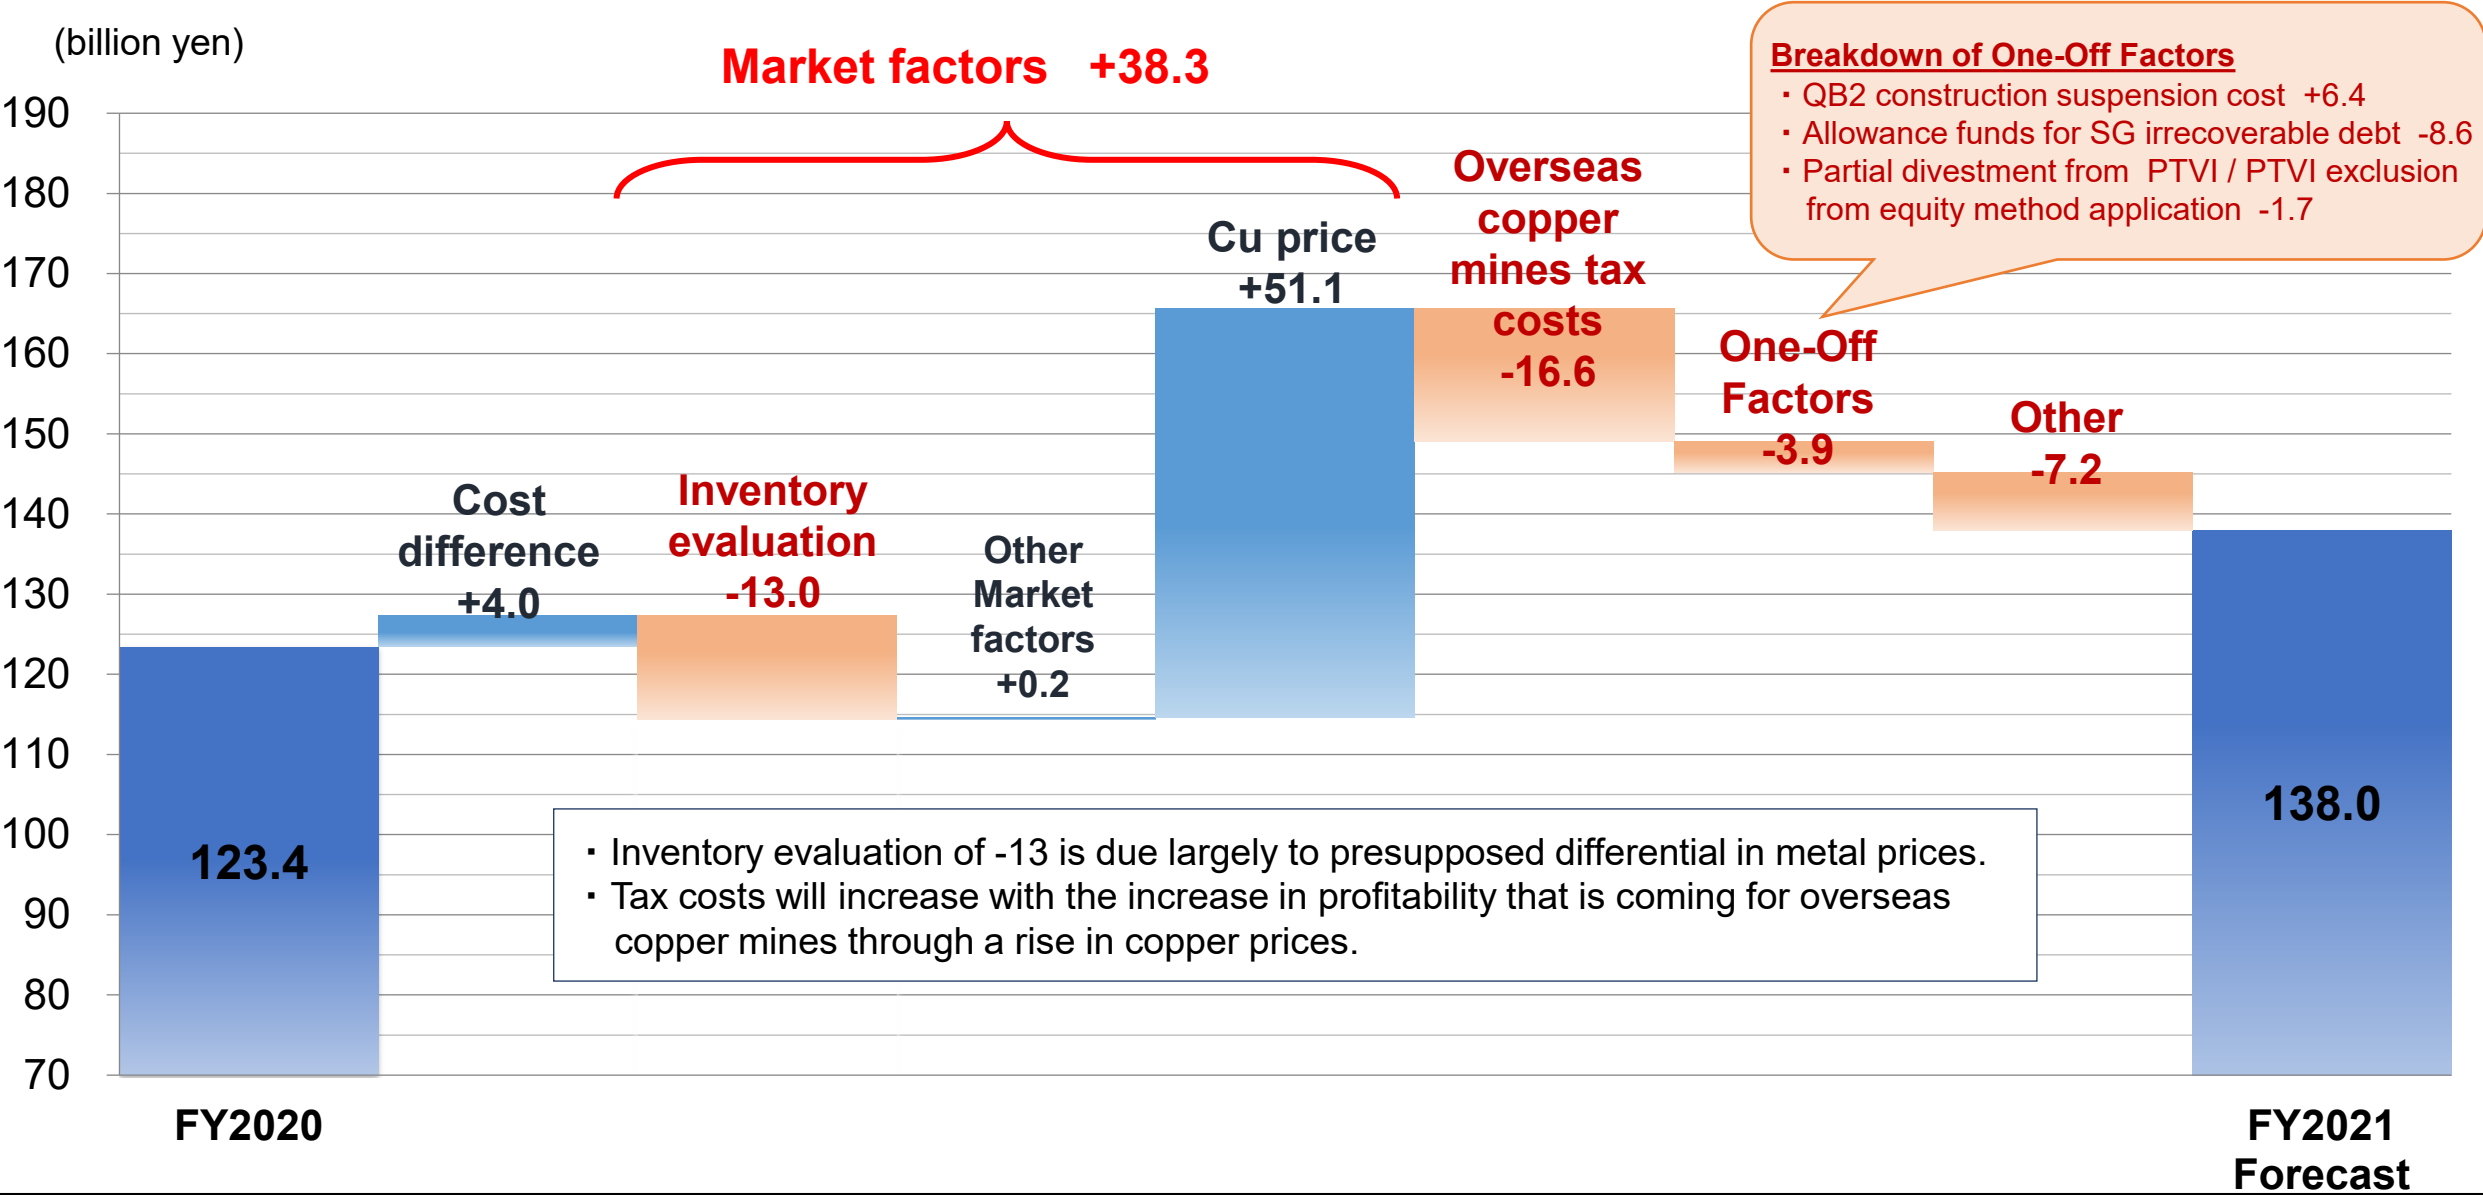 (billion yen)
Market factors +38.3
Breakdown of One-Off Factors
・QB2 construction suspension cost +6.4
・Allowance funds for SG irrecoverable debt -8.6
・Partial divestment from PTVI / PTVI exclusion
from equity method application -1.7
190
180
170
160
150
140
130
120
110
100
90
80
70
123.4
Cost
difference
+4.0
Inventory
evaluation
-13.0
Other
Market
factors
+0.2
Cu price
+51.1
Overseas
copper
mines tax
costs
-16.6
One-Off
Factors
-3.9
Other
-7.2
138.0
・Inventory evaluation of -13 is due largely to presupposed differential in metal prices.
・Tax costs will increase with the increase in profitability that is coming for overseas
copper mines through a rise in copper prices.
FY2020
FY2021
Forecast